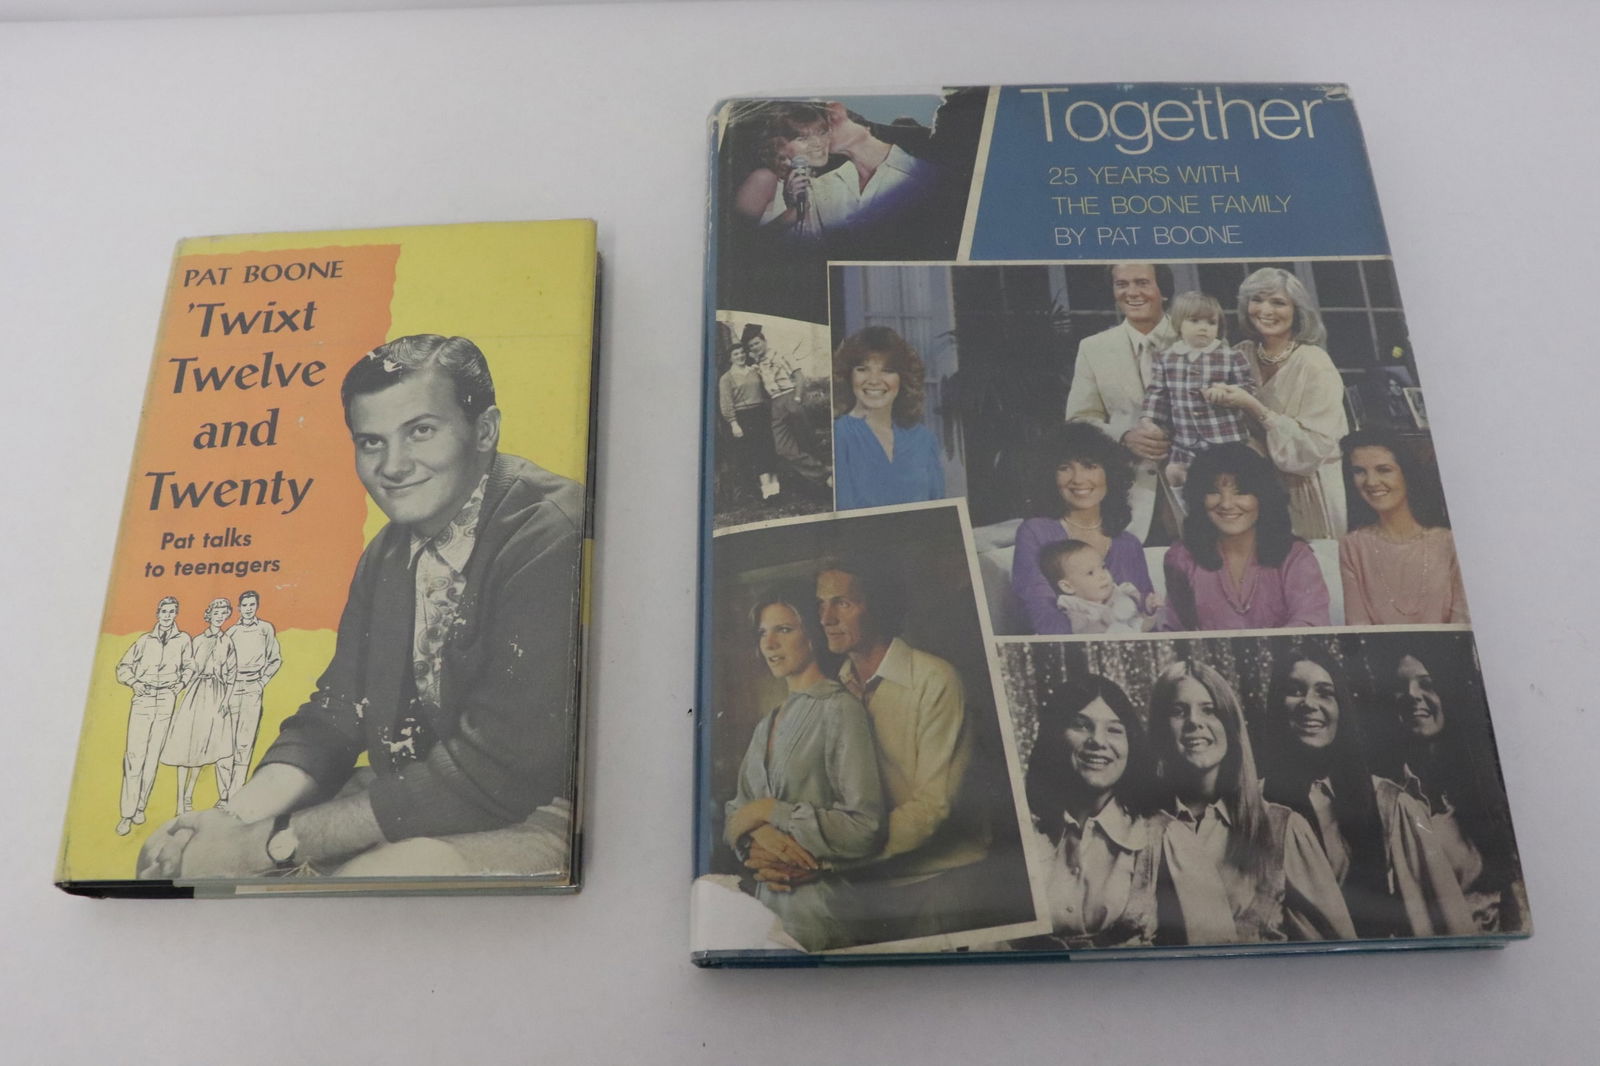 PAT BOONE
'Twixt
Twelve
and
Twenty
Pat talks
to teenagers
Together
25 YEARS WITH
THE BOONE FAMILY
BY PAT BOONE